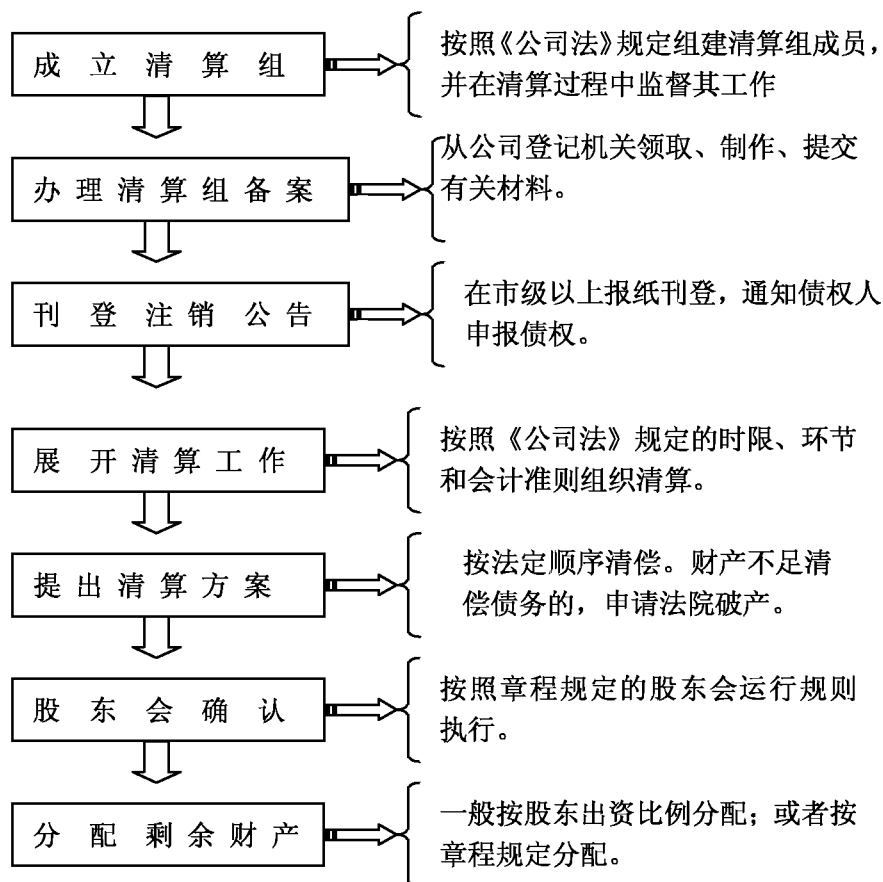 成立清算组
按照《公司法》规定组建清算组成员，
并在清算过程中监督其工作
办理清算组备案
从公司登记机关领取、制作、提交
有关材料。
刊登注销公告
在市级以上报纸刊登，通知债权人
申报债权。
展开清算工作
按照《公司法》规定的时限、环节
和会计准则组织清算。
提出清算方案
按法定顺序清偿。财产不足清
偿债务的，申请法院破产。
股东会确认
按照章程规定的股东会运行规则
执行。
分配剩余财产
一般按股东出资比例分配；或者按
章程规定分配。